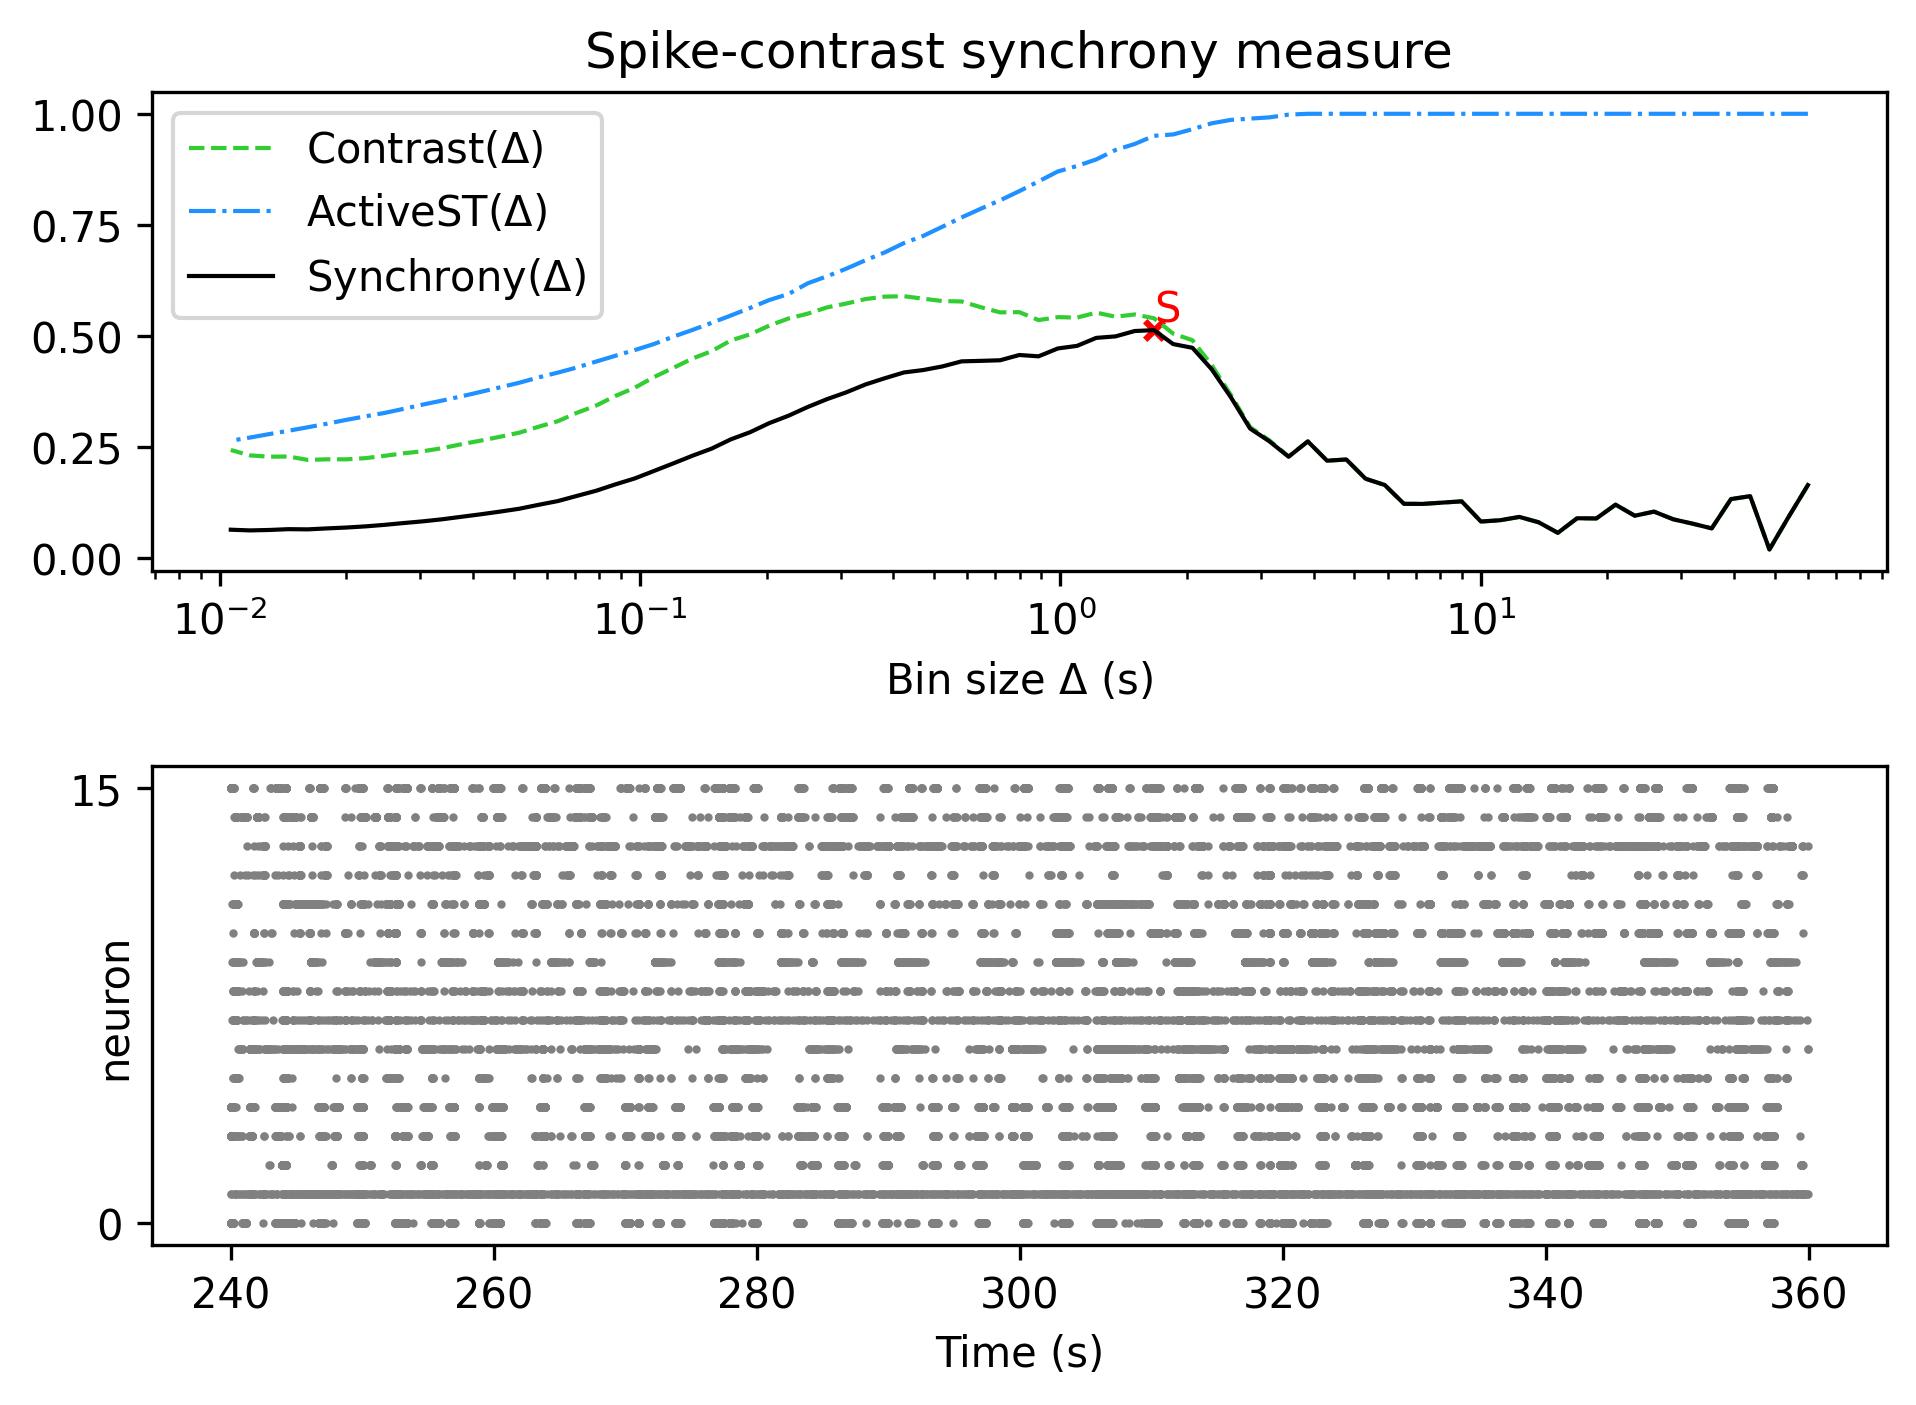 Spike-contrast synchrony measure
1.00
0.75
0.50
0.25
0.00
Contrast(Δ)
ActiveST(Δ)
Synchrony(Δ)
S
10⁻² 10⁻¹ 10⁰ 10¹
Bin size Δ (s)
15
0
neuron
240 260 280 300 320 340 360
Time (s)